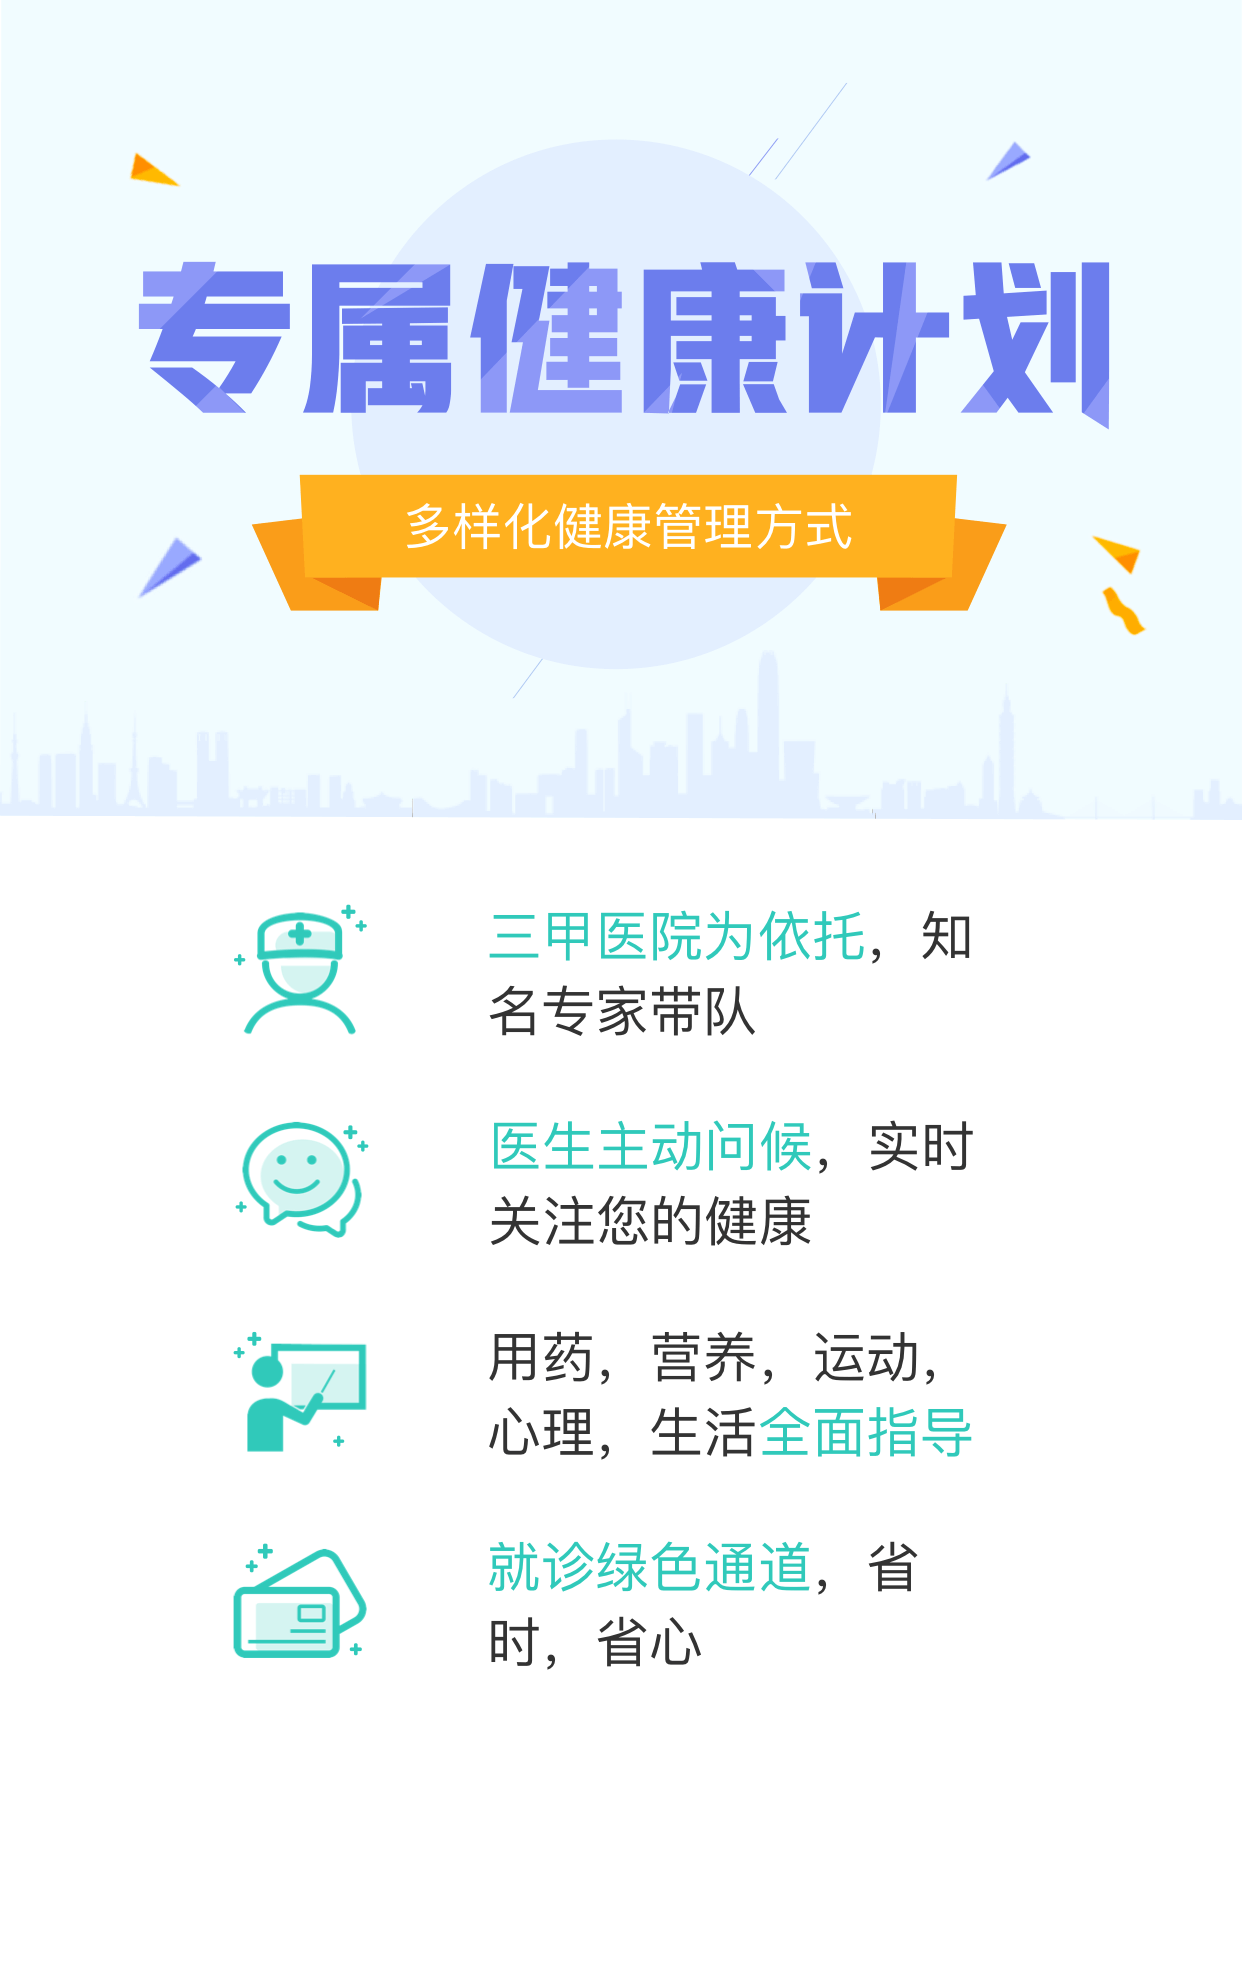 专属健康计划
多样化健康管理方式
三甲医院为依托，知
名专家带队
医生主动问候，实时
关注您的健康
用药，营养，运动，
心理，生活全面指导
就诊绿色通道，省
时，省心